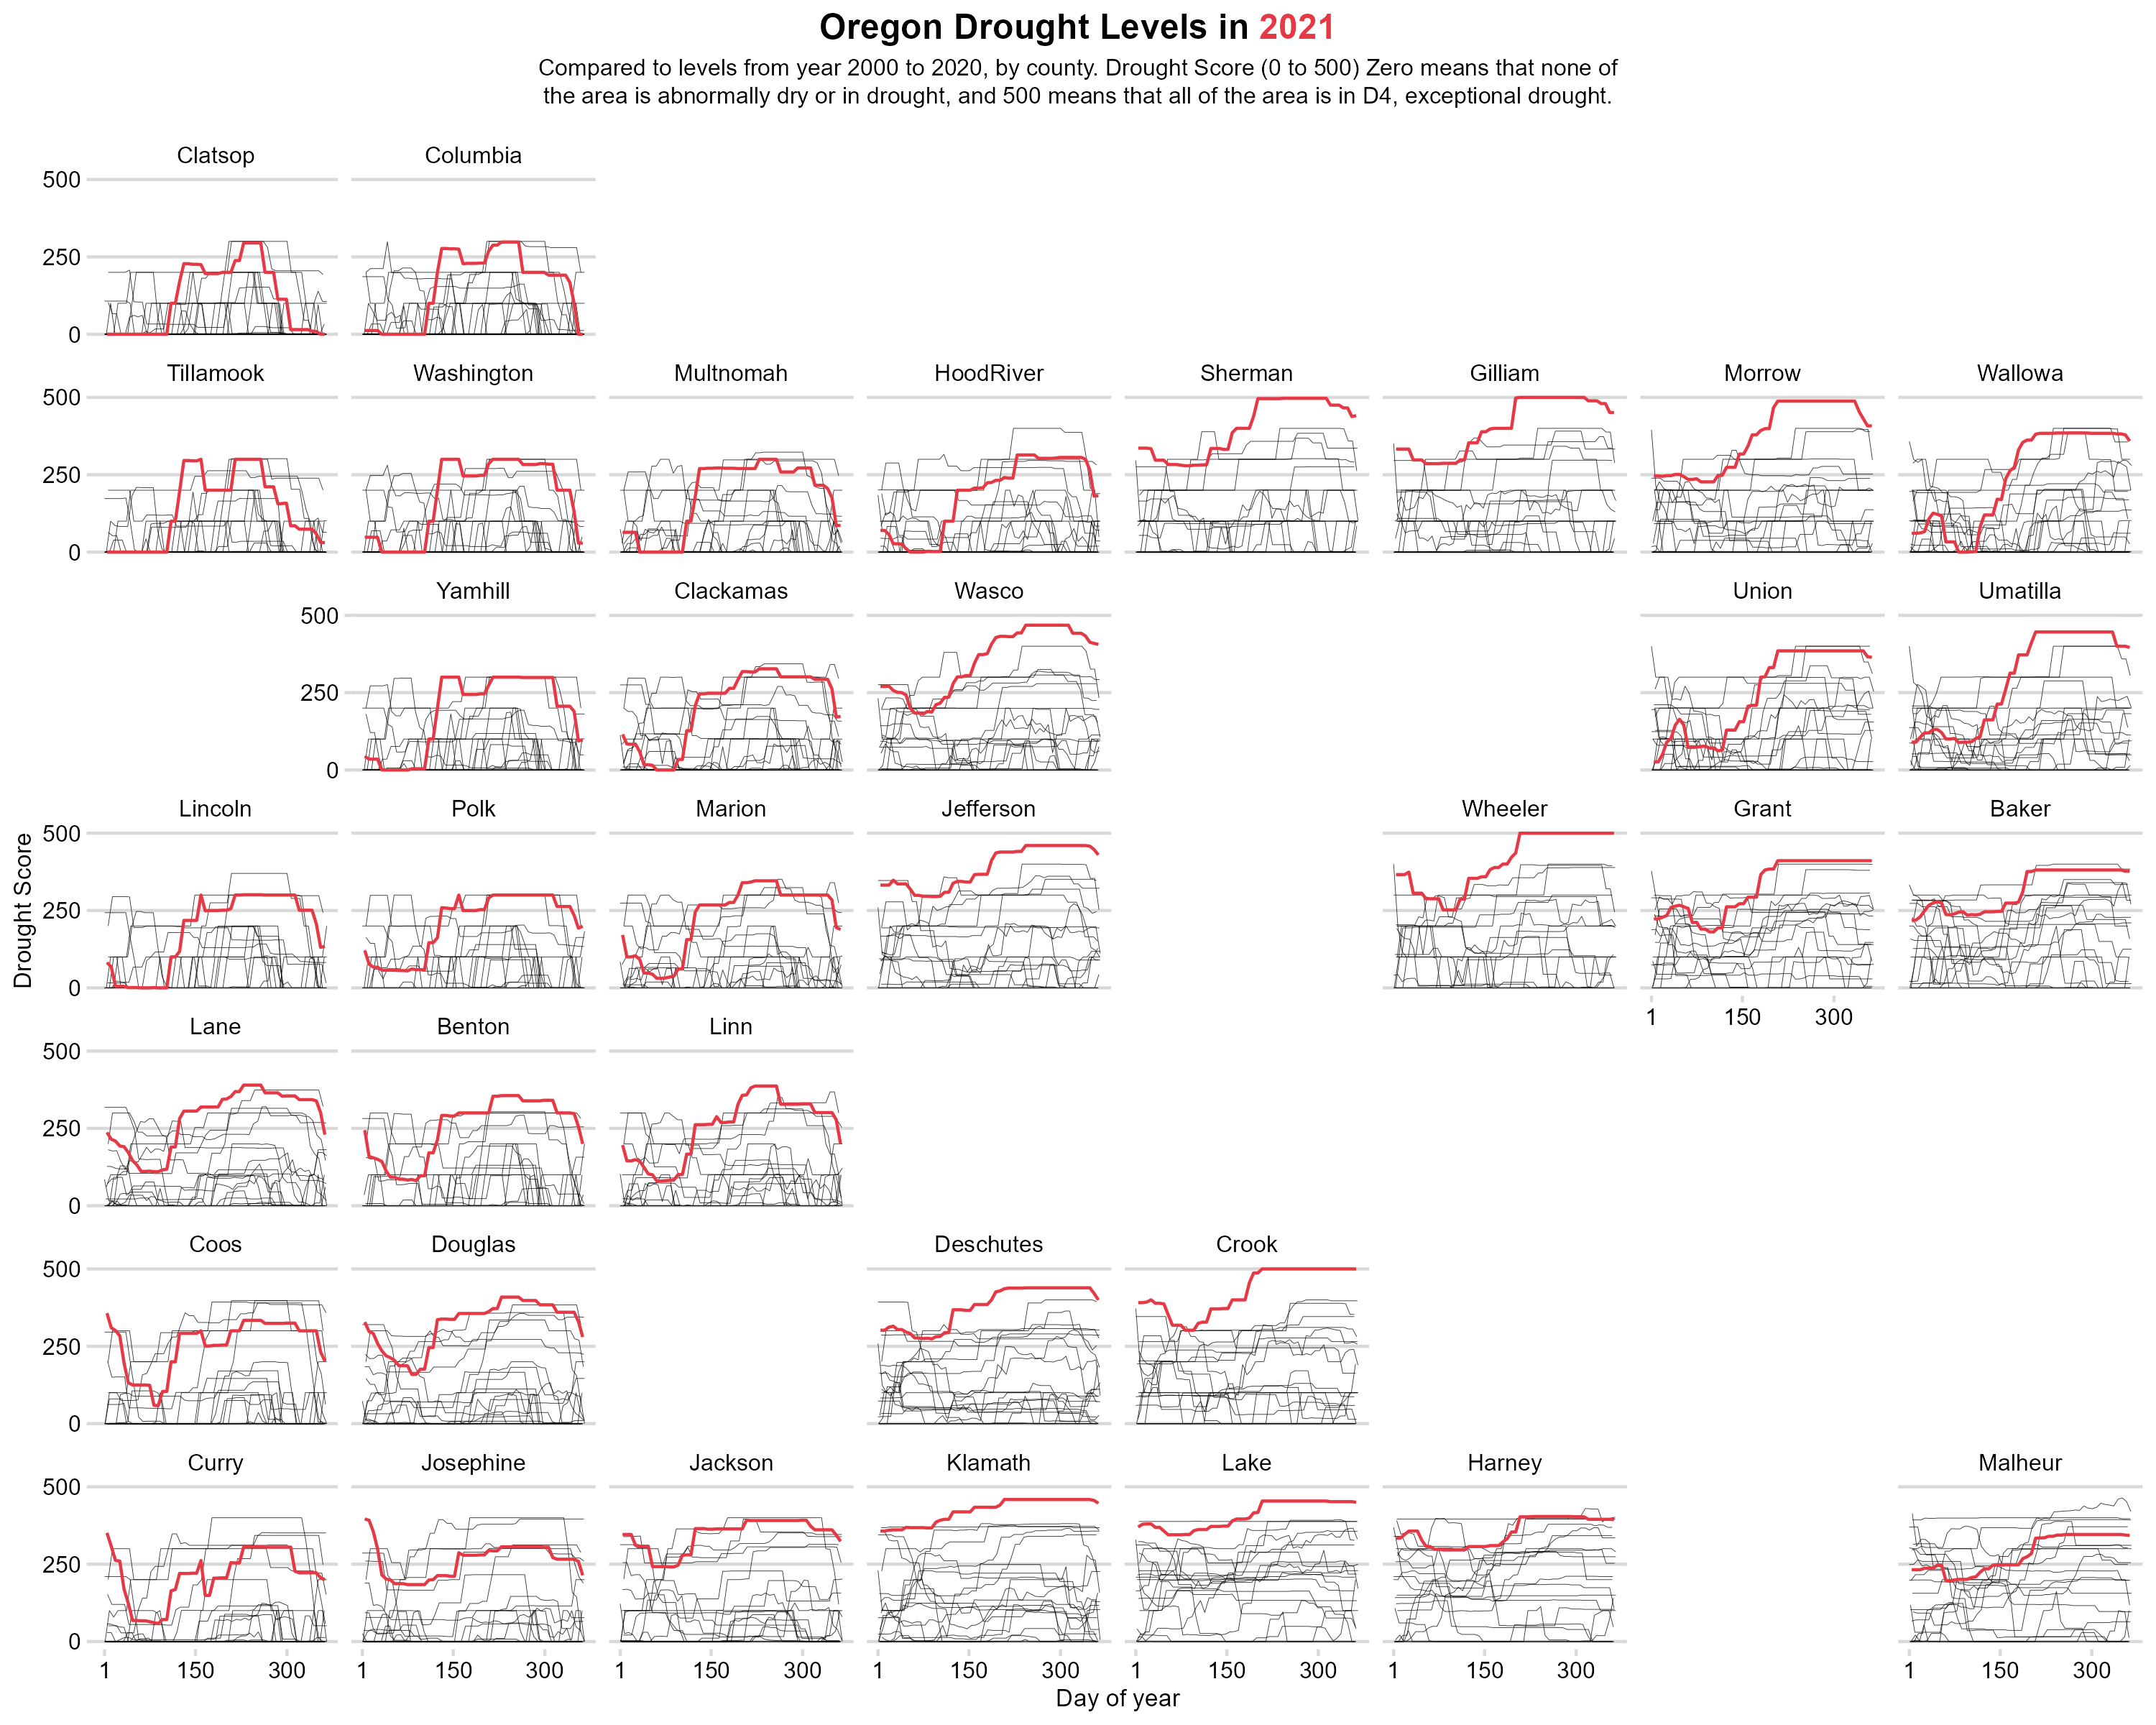 Oregon Drought Levels in 2021
Compared to levels from year 2000 to 2020, by county. Drought Score (0 to 500) Zero means that none of
the area is abnormally dry or in drought, and 500 means that all of the area is in D4, exceptional drought.
Clatsop Columbia
500
250
0
Tillamook Washington Multnomah HoodRiver Sherman Gilliam Morrow Wallowa
500
250
0
Yamhill Clackamas Wasco Union Umatilla
500
250
0
Lincoln Polk Marion Jefferson Wheeler Grant Baker
500
250
0
1 150 300
Drought Score
Lane Benton Linn
500
250
0
Coos Douglas Deschutes Crook
500
250
0
Curry Josephine Jackson Klamath Lake Harney Malheur
500
250
0
1 150 300 1 150 300 1 150 300 1 150 300 1 150 300 1 150 300 1 150 300
Day of year